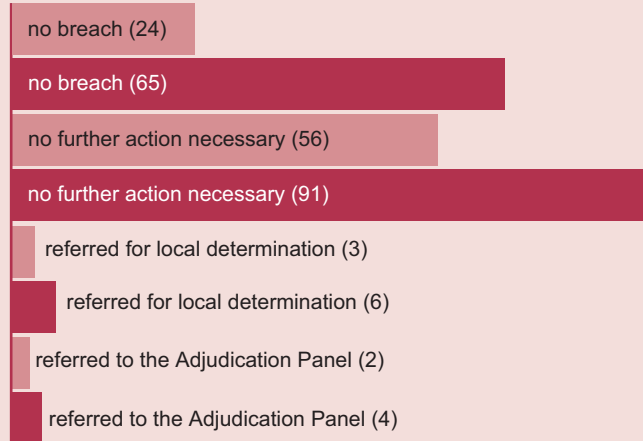 no breach (24)
no breach (65)
no further action necessary (56)
no further action necessary (91)
referred for local determination (3)
referred for local determination (6)
referred to the Adjudication Panel (2)
referred to the Adjudication Panel (4)